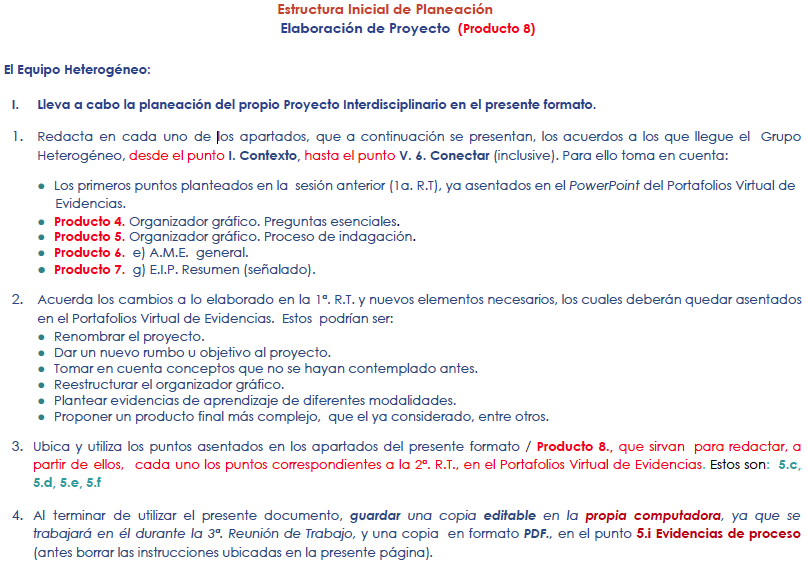 Estructura Inicial de Planeación
Elaboración de Proyecto (Producto 8)
El Equipo Heterogéneo:
I. Lleva a cabo la planeación del propio Proyecto Interdisciplinario en el presente formato.
1. Redacta en cada uno de los apartados, que a continuación se presentan, los acuerdos a los que llegue el Grupo
Heterogéneo, desde el punto I. Contexto, hasta el punto V. 6. Conectar (inclusive). Para ello toma en cuenta:
● Los primeros puntos planteados en la sesión anterior (1a. R.T), ya asentados en el PowerPoint del Portafolios Virtual de
Evidencias.
● Producto 4. Organizador gráfico. Preguntas esenciales.
● Producto 5. Organizador gráfico. Proceso de indagación.
● Producto 6. e) A.M.E. general.
● Producto 7. g) E.I.P. Resumen (señalado).
2. Acuerda los cambios a lo elaborado en la 1ª. R.T. y nuevos elementos necesarios, los cuales deberán quedar asentados
en el Portafolios Virtual de Evidencias. Estos podrían ser:
● Renombrar el proyecto.
● Dar un nuevo rumbo u objetivo al proyecto.
● Tomar en cuenta conceptos que no se hayan contemplado antes.
● Reestructurar el organizador gráfico.
● Plantear evidencias de aprendizaje de diferentes modalidades.
● Proponer un producto final más complejo, que el ya considerado, entre otros.
3. Ubica y utiliza los puntos asentados en los apartados del presente formato / Producto 8., que sirvan para redactar, a
partir de ellos, cada uno los puntos correspondientes a la 2ª. R.T., en el Portafolios Virtual de Evidencias. Estos son: 5.c,
5.d, 5.e, 5.f
4. Al terminar de utilizar el presente documento, guardar una copia editable en la propia computadora, ya que se
trabajará en él durante la 3ª. Reunión de Trabajo, y una copia en formato PDF., en el punto 5.i Evidencias de proceso
(antes borrar las instrucciones ubicadas en la presente página).